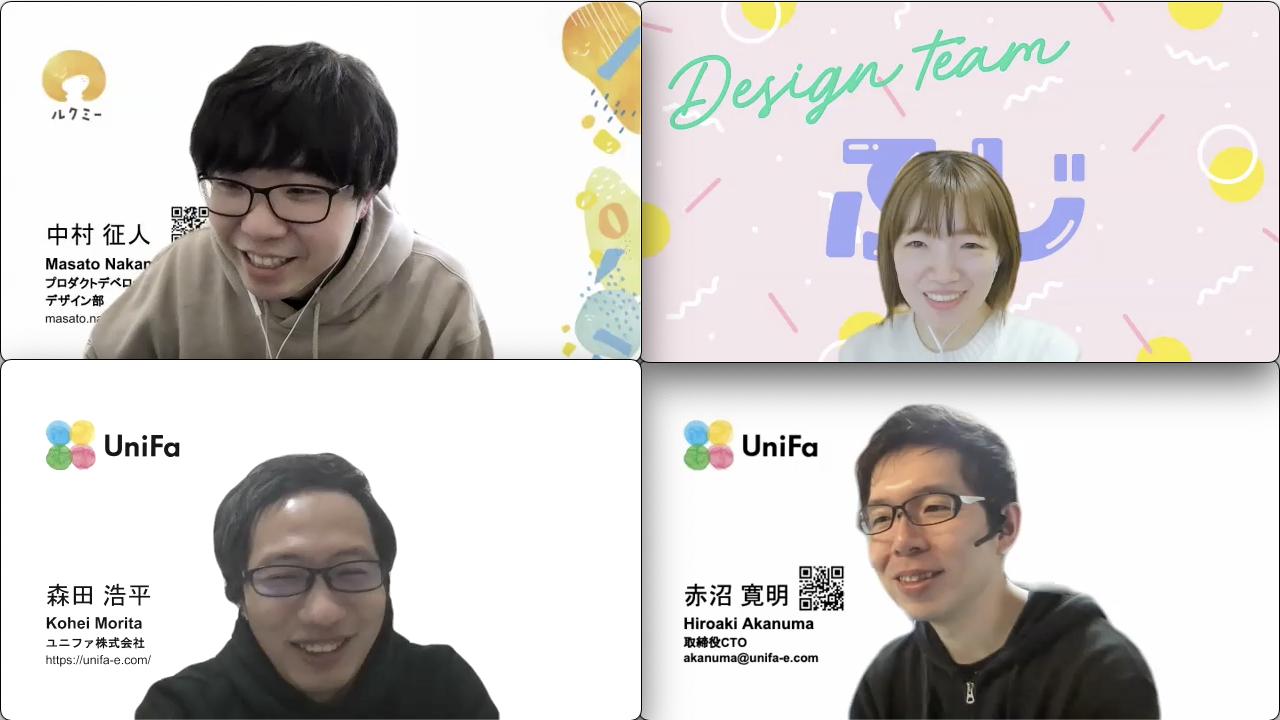 ルクミー
中村 征人
Masato Nakan
プロダクトデベロ
デザイン部
masato.na
Design team
ふじ
UniFa
森田 浩平
Kohei Morita
ユニファ株式会社
https://unifa-e.com/
UniFa
赤沼 寛明
Hiroaki Akanuma
取締役CTO
akanuma@unifa-e.com